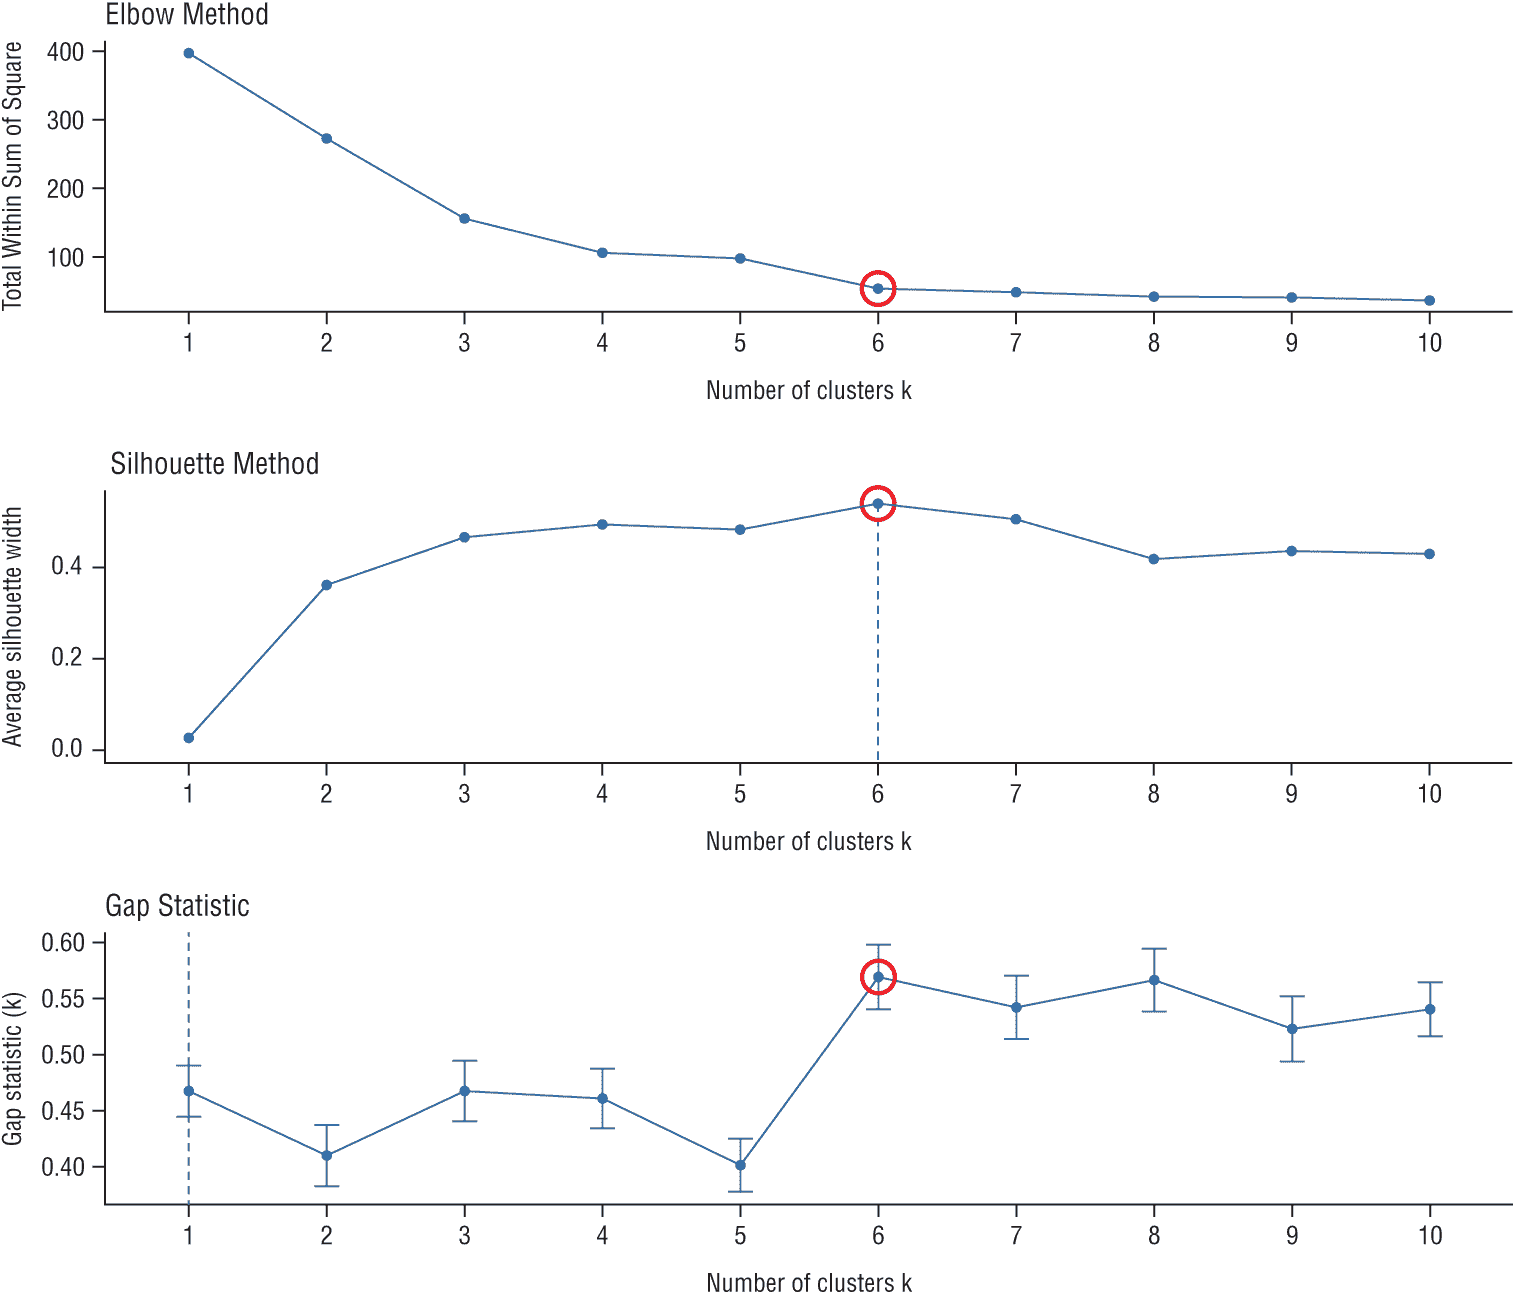 Elbow Method
Total Within Sum of Square
400
300
200
100
1 2 3 4 5 6 7 8 9 10
Number of clusters k
Silhouette Method
Average silhouette width
0.4
0.2
0.0
1 2 3 4 5 6 7 8 9 10
Number of clusters k
Gap Statistic
Gap statistic (k)
0.60
0.55
0.50
0.45
0.40
1 2 3 4 5 6 7 8 9 10
Number of clusters k